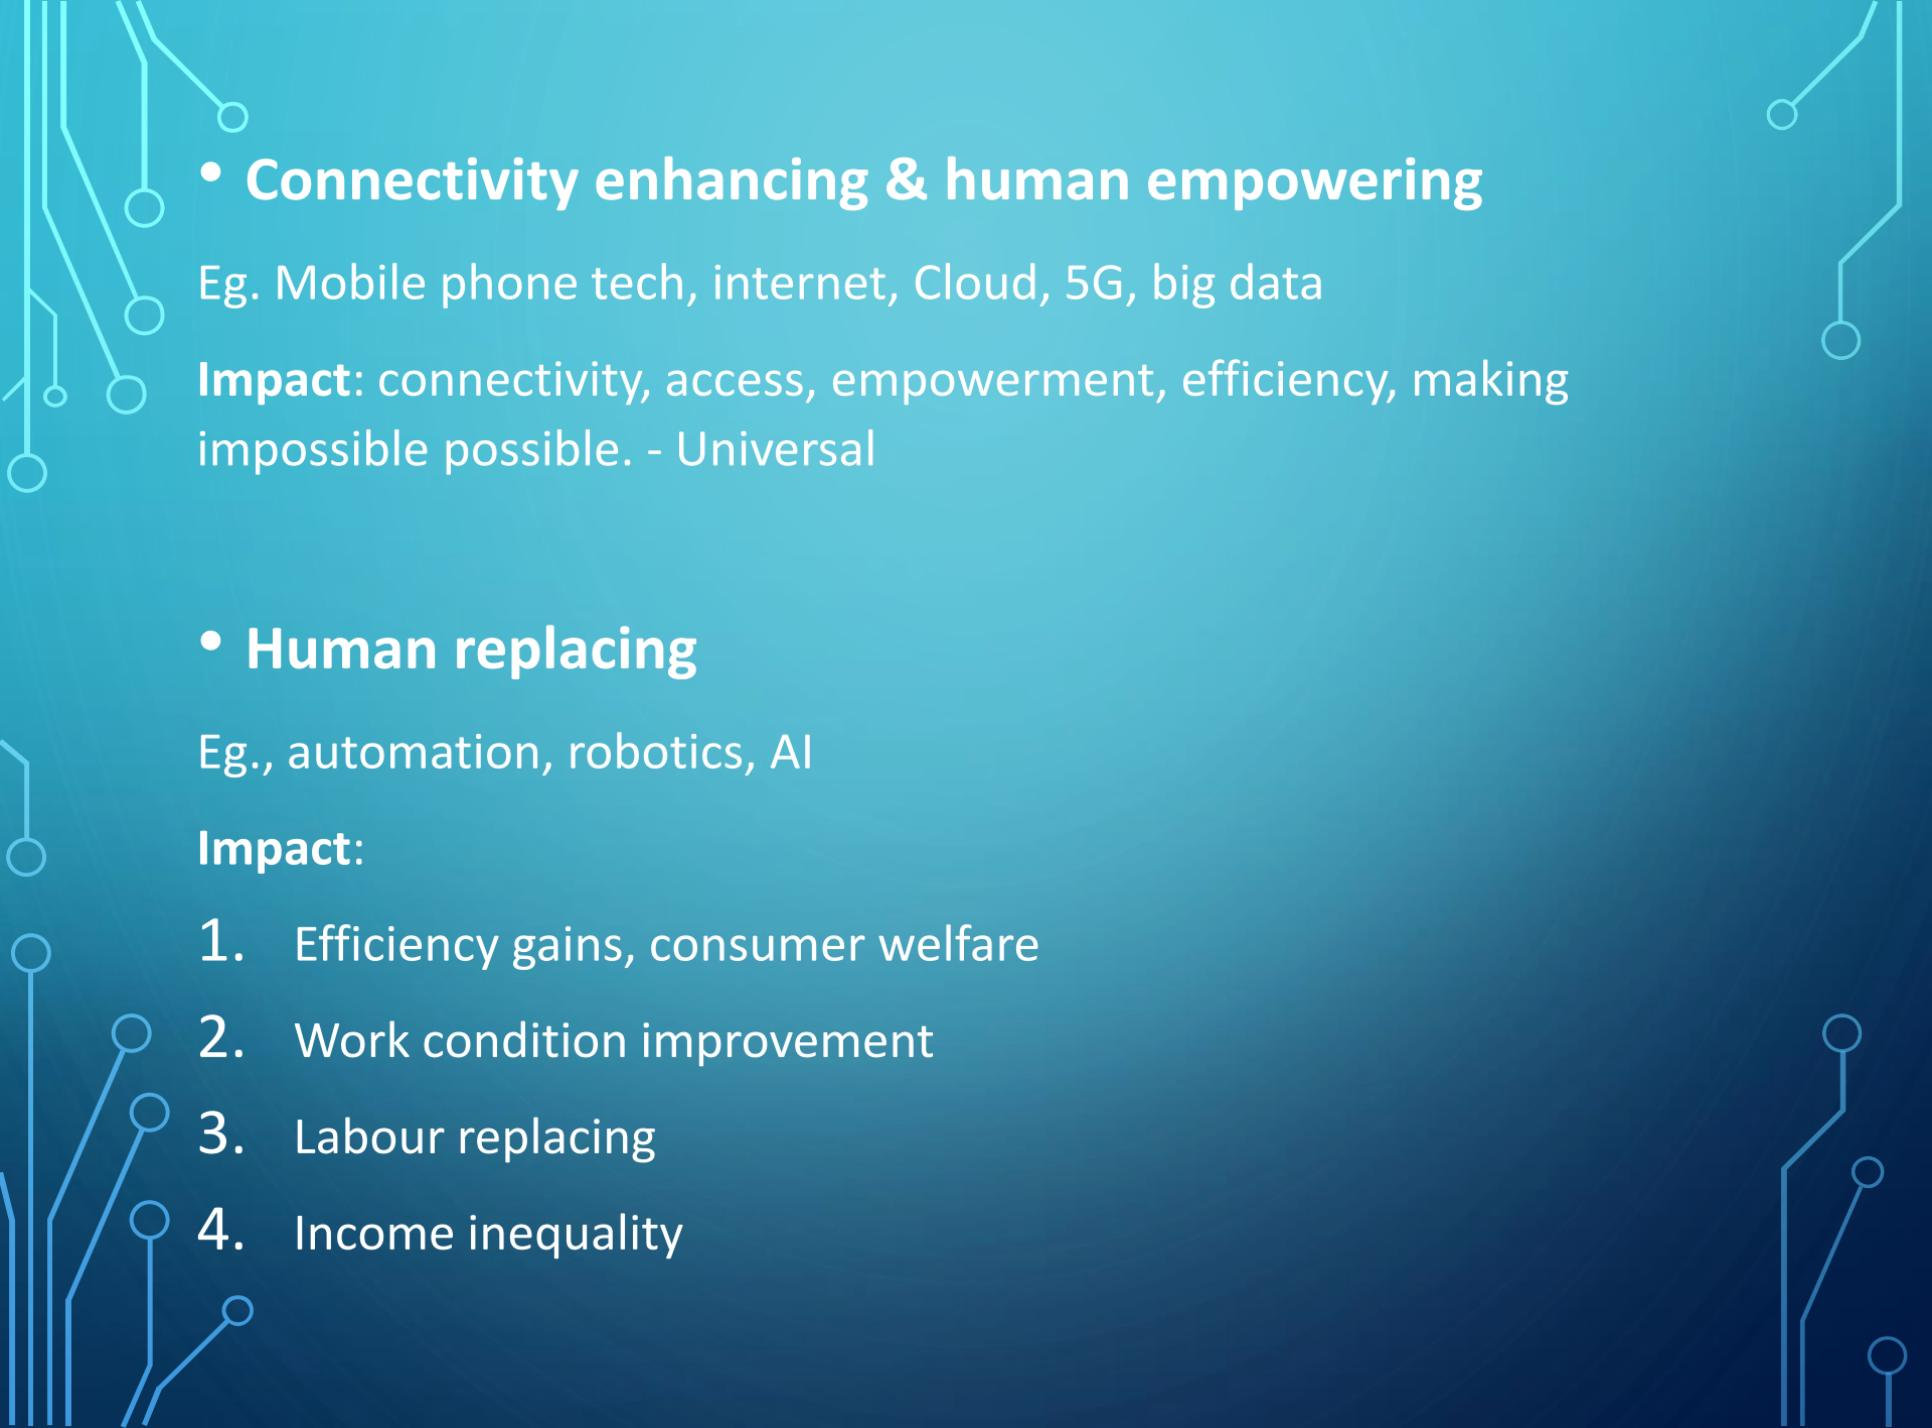 • Connectivity enhancing & human empowering
Eg. Mobile phone tech, internet, Cloud, 5G, big data
Impact: connectivity, access, empowerment, efficiency, making
impossible possible. - Universal
• Human replacing
Eg., automation, robotics, AI
Impact:
1. Efficiency gains, consumer welfare
2. Work condition improvement
3. Labour replacing
4. Income inequality